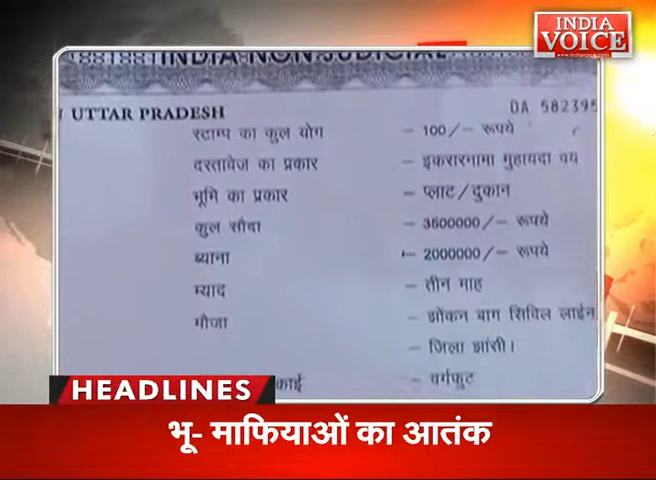 INDIA
VOICE
INDIA NON JUDICIAL
UTTAR PRADESH
DA 582395
स्टाम्प का कुल योग – 100/– रूपये
दस्तावेज का प्रकार – इकरारनामा मुहायदा वय
भूमि का प्रकार – प्लाट/दुकान
कुल सौदा – 3600000/– रूपये
ब्याना – 2000000/– रूपये
म्याद – तीन माह
मौजा – झोंकन बाग सिविल लाईन
– जिला झांसी।
काई – वर्गफुट
HEADLINES
भू- माफियाओं का आतंक